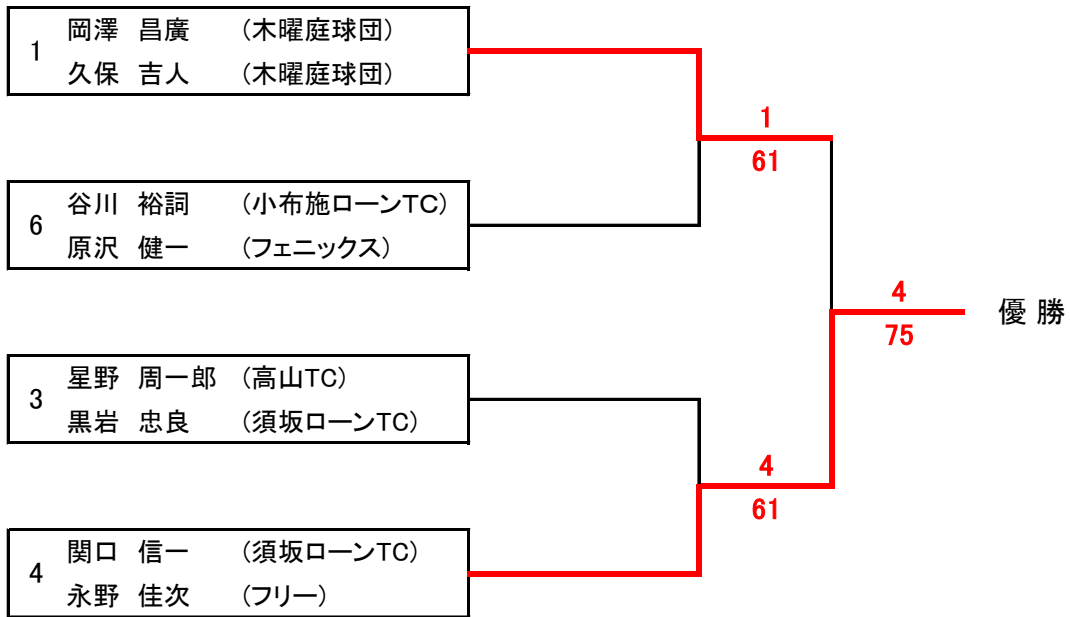 1
岡澤 昌廣 (木曜庭球団)
久保 吉人 (木曜庭球団)
1
61
6
谷川 裕詞 (小布施ローンTC)
原沢 健一 (フェニックス)
4
75
優 勝
3
星野 周一郎 (高山TC)
黒岩 忠良 (須坂ローンTC)
4
61
4
関口 信一 (須坂ローンTC)
永野 佳次 (フリー)